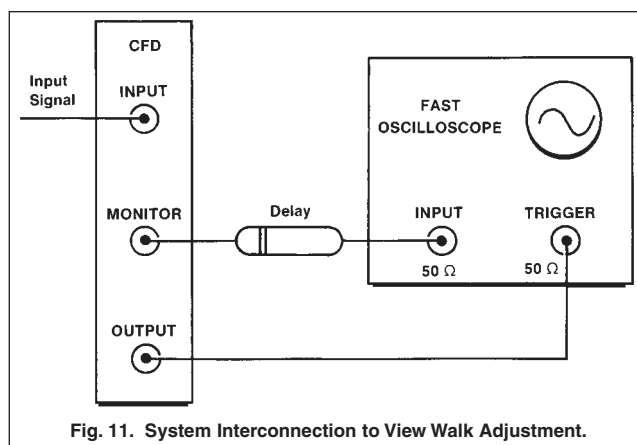 CFD
Input
Signal
INPUT
MONITOR
OUTPUT
Delay
FAST
OSCILLOSCOPE
INPUT
50 Ω
TRIGGER
50 Ω
Fig. 11. System Interconnection to View Walk Adjustment.